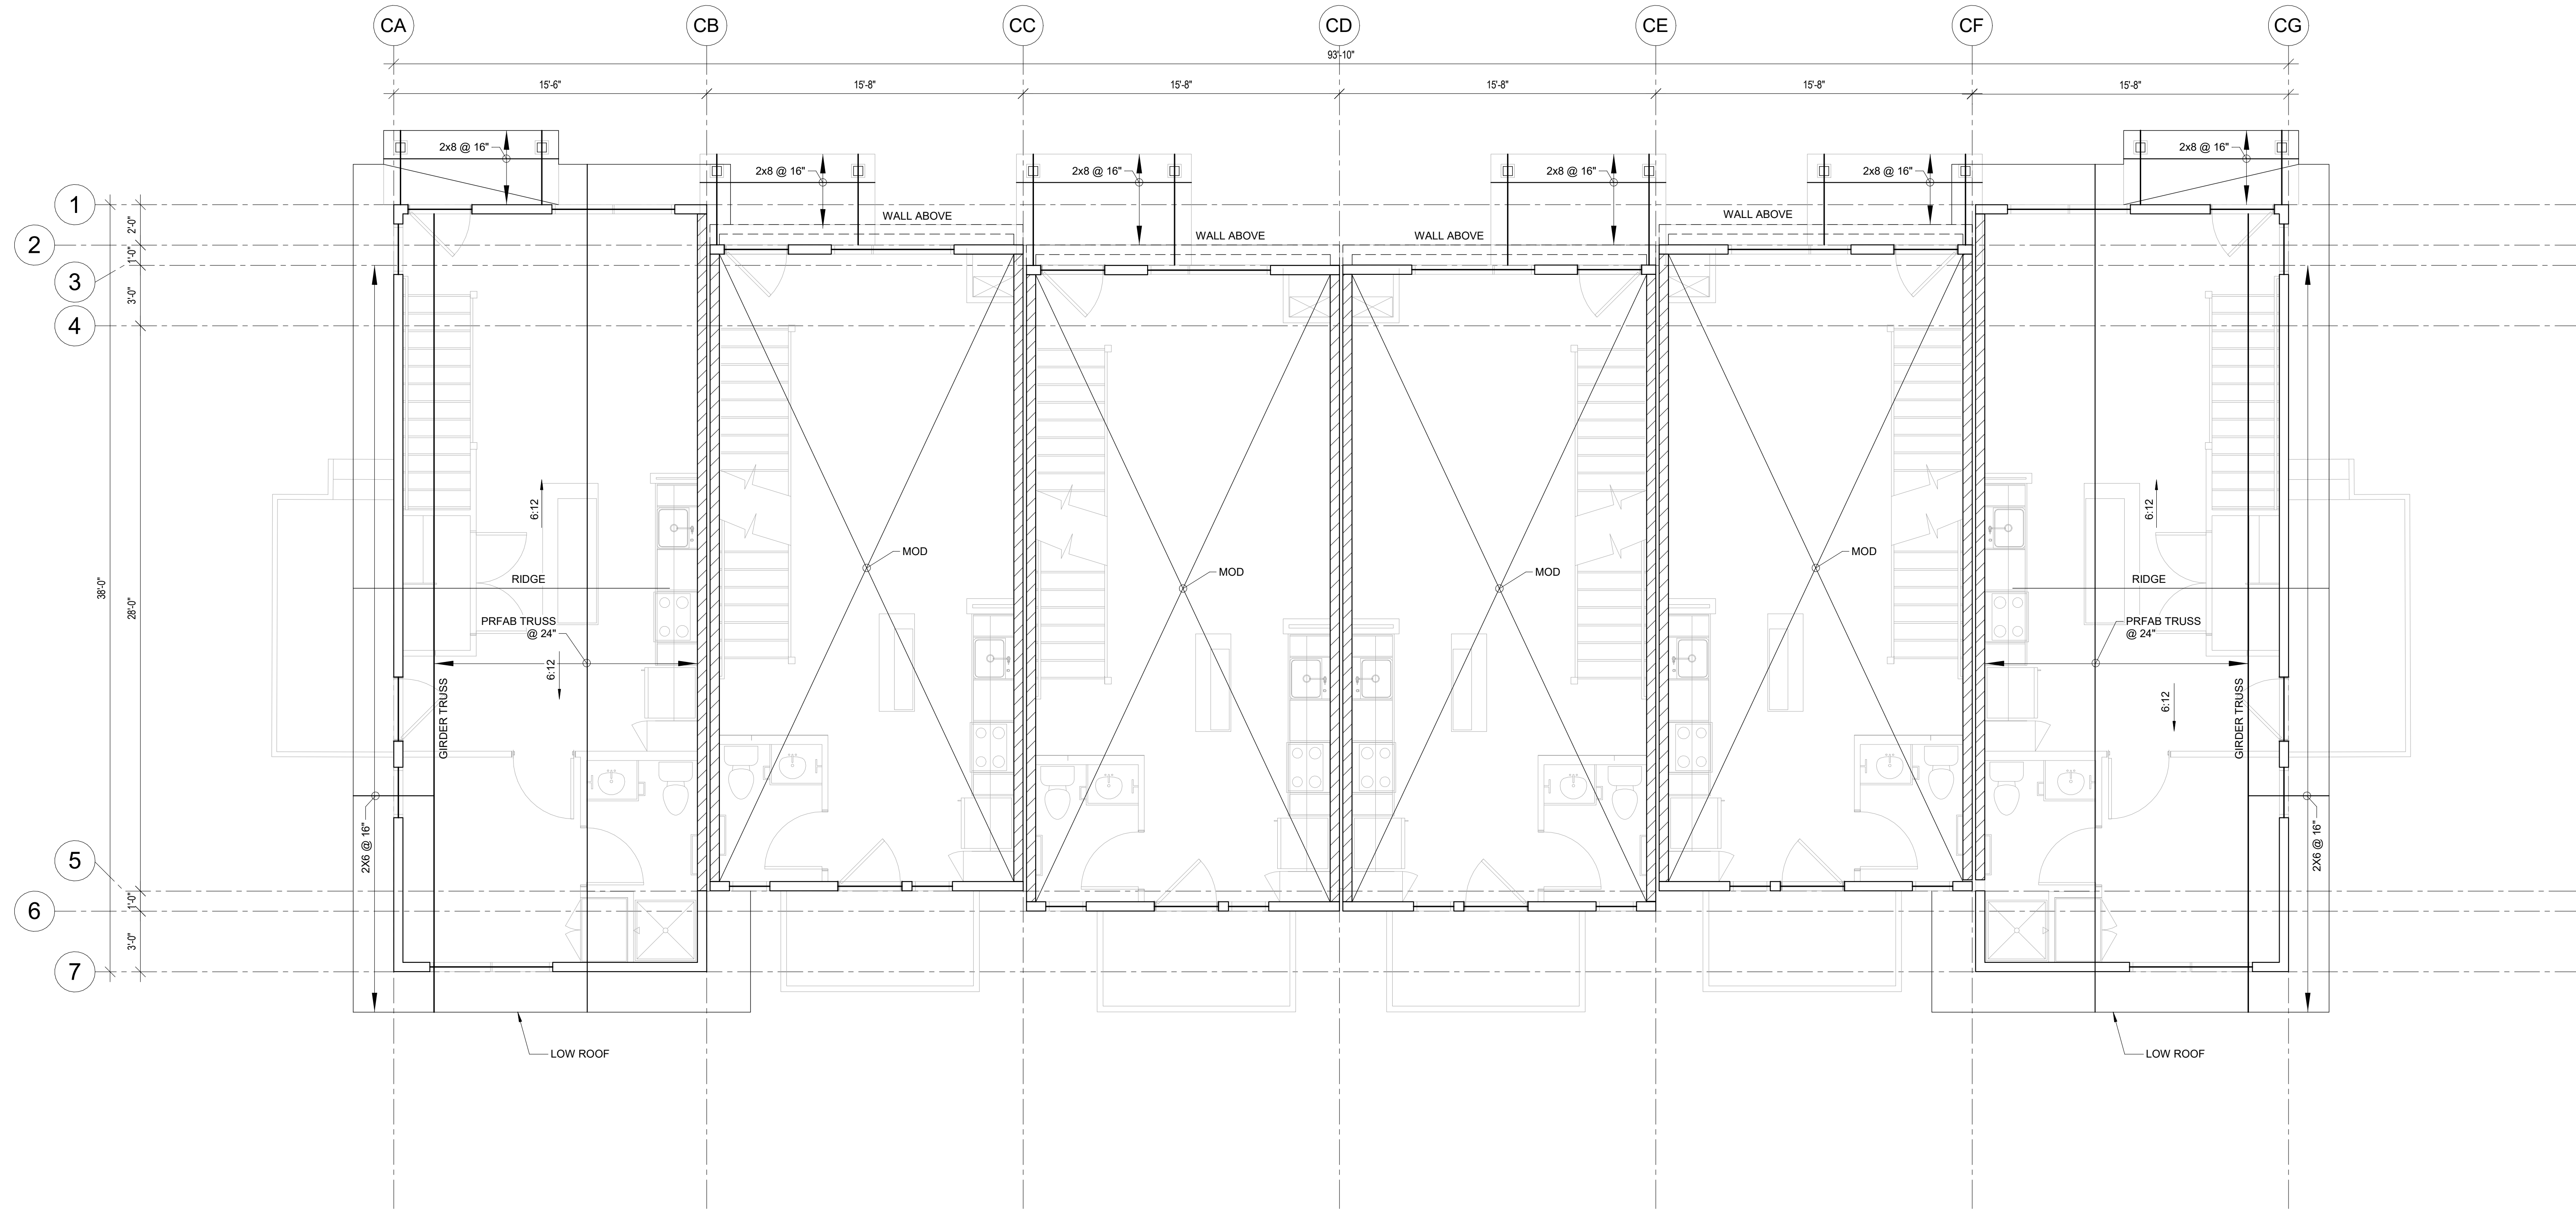 CA
CB
CC
CD
CE
CF
CG
93'-10"
15'-6"
15'-8"
15'-8"
15'-8"
15'-8"
15'-8"
2x8 @ 16"
2x8 @ 16"
2x8 @ 16"
2x8 @ 16"
2x8 @ 16"
2x8 @ 16"
1
2
3
4
2'-0"
1'-0"
3'-0"
WALL ABOVE
WALL ABOVE
WALL ABOVE
WALL ABOVE
6:12
6:12
MOD
MOD
MOD
MOD
38'-0"
28'-0"
RIDGE
RIDGE
PRFAB TRUSS
@ 24"
PRFAB TRUSS
@ 24"
6:12
6:12
GIRDER TRUSS
GIRDER TRUSS
2X6 @ 16"
2X6 @ 16"
5
6
7
1'-0"
3'-0"
LOW ROOF
LOW ROOF